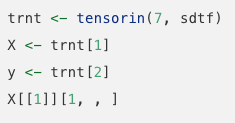 trnt <- tensorin(7, sdtf)
X <- trnt[1]
y <- trnt[2]
X[[1]][1, , ]